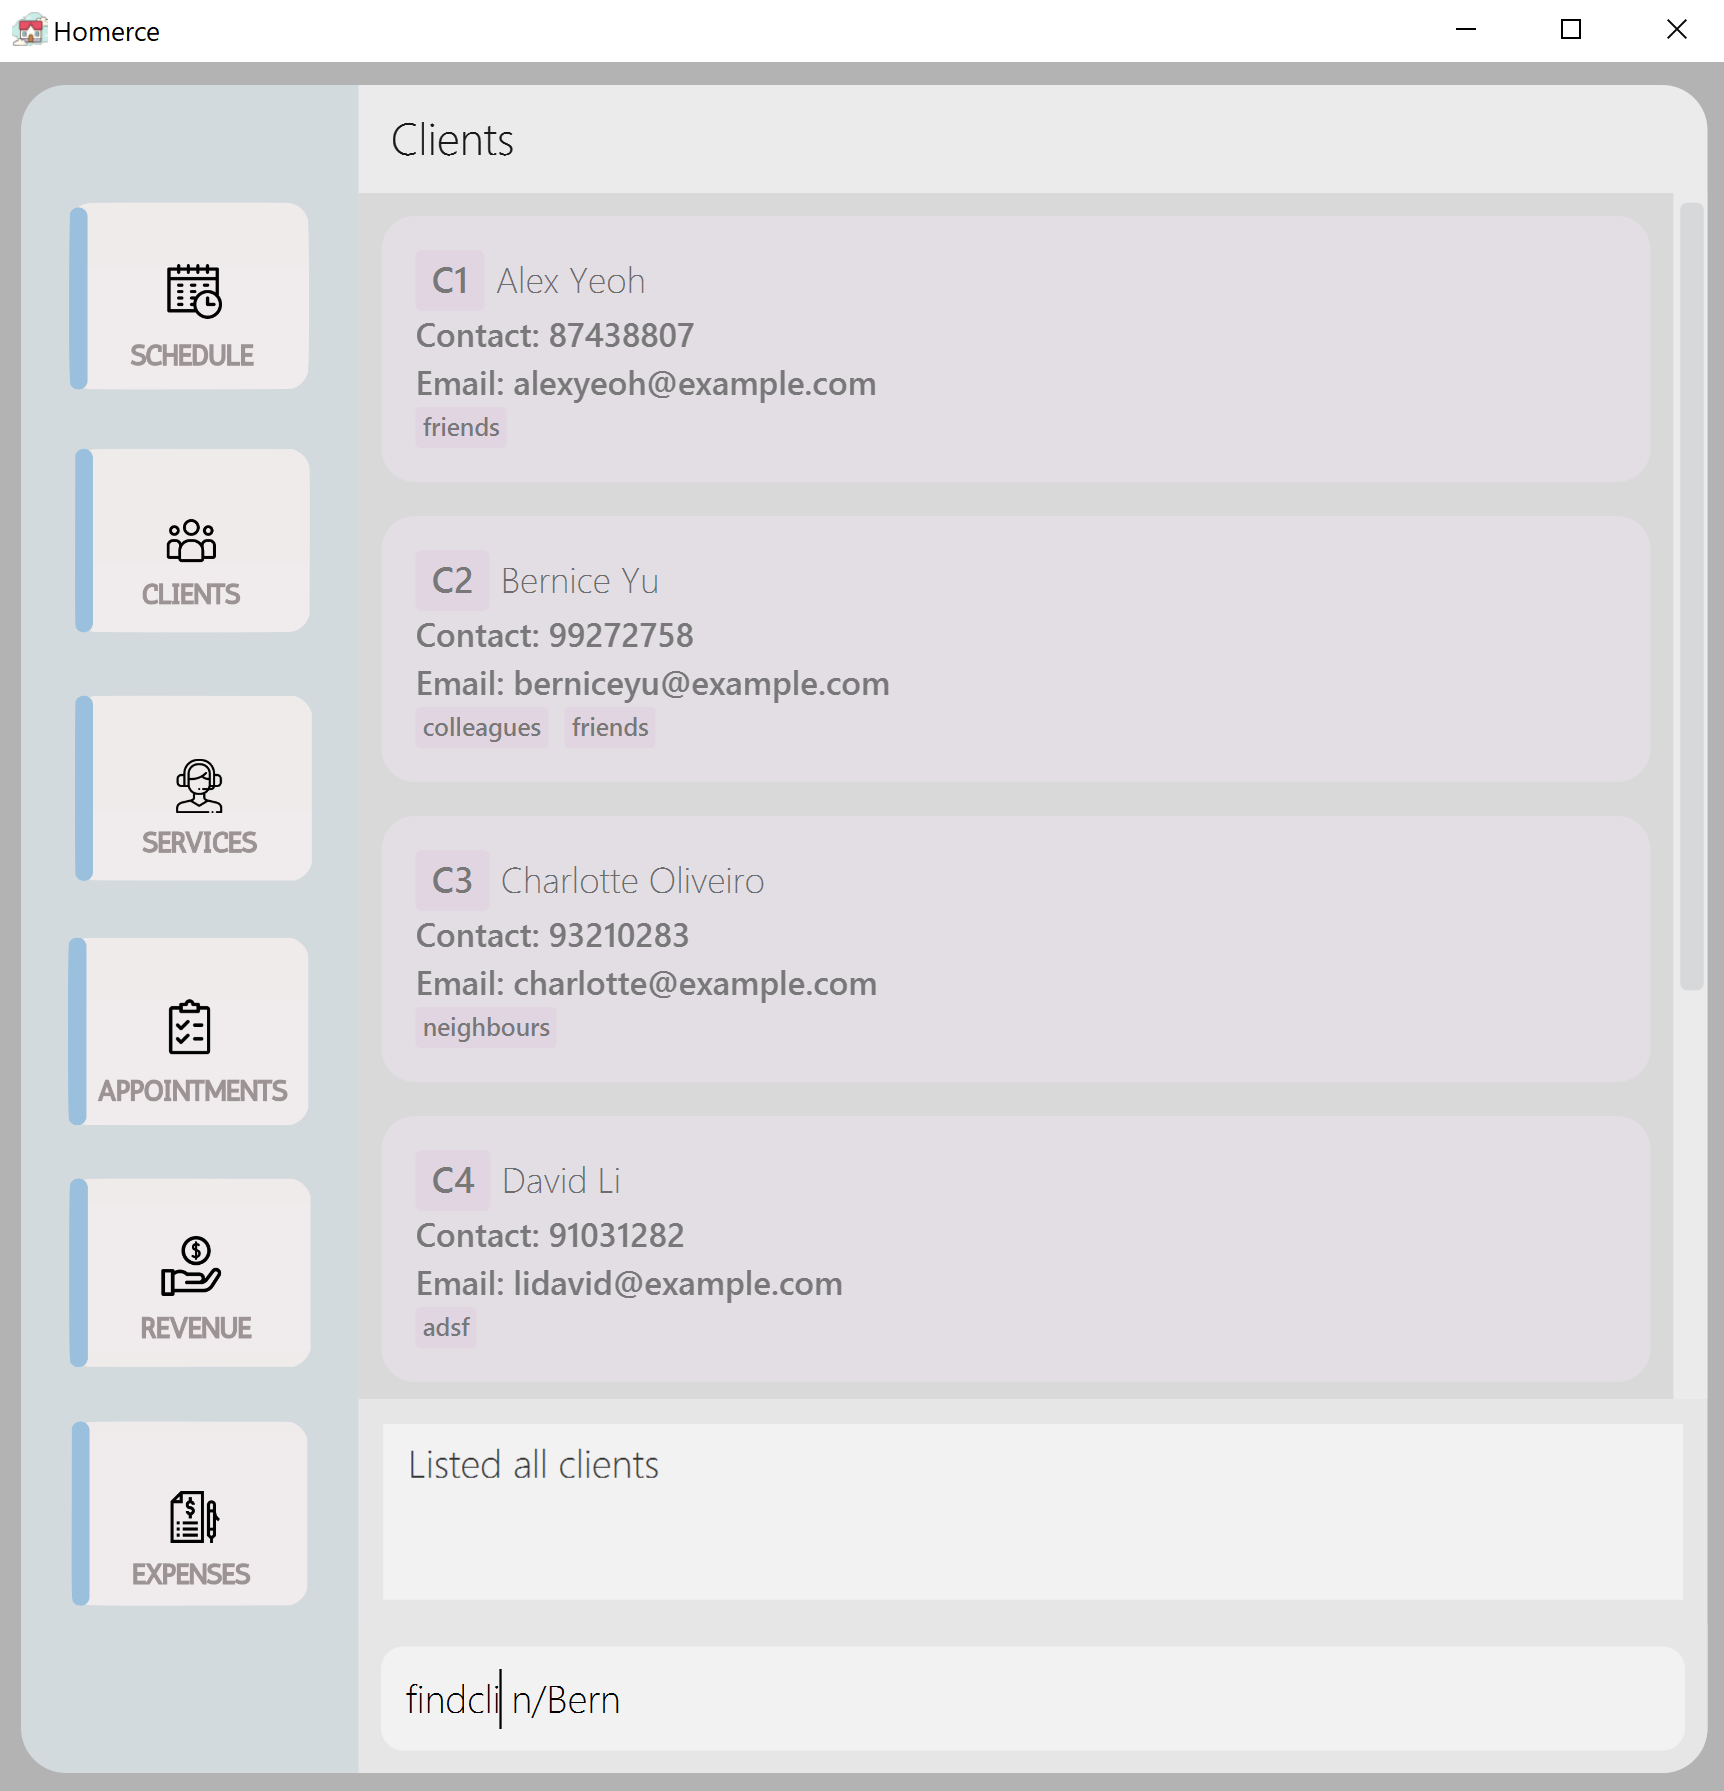 Homerce
SCHEDULE
CLIENTS
SERVICES
APPOINTMENTS
REVENUE
EXPENSES
Clients
C1 Alex Yeoh
Contact: 87438807
Email: alexyeoh@example.com
friends
C2 Bernice Yu
Contact: 99272758
Email: berniceyu@example.com
colleagues friends
C3 Charlotte Oliveiro
Contact: 93210283
Email: charlotte@example.com
neighbours
C4 David Li
Contact: 91031282
Email: lidavid@example.com
adsf
Listed all clients
findcli n/Bern